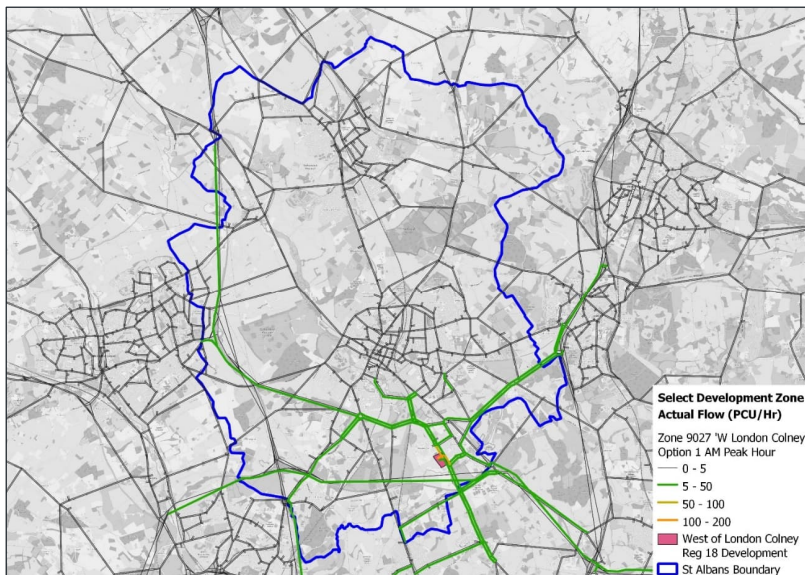 Select Development Zone
Actual Flow (PCU/Hr)
Zone 9027 'W London Colney
Option 1 AM Peak Hour
0 - 5
5 - 50
50 - 100
100 - 200
West of London Colney
Reg 18 Development
St Albans Boundary